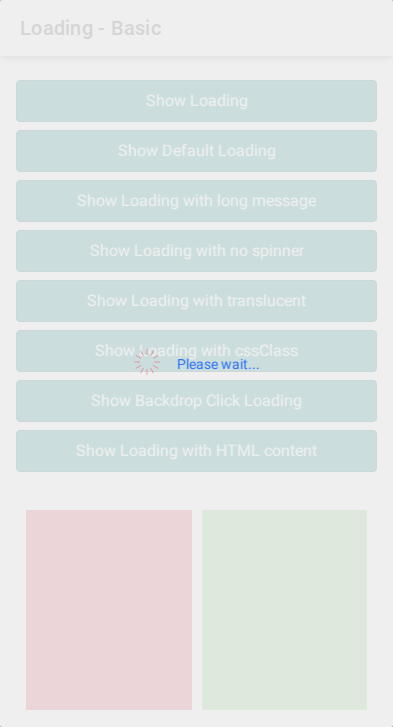 Loading - Basic
Show Loading
Show Default Loading
Show Loading with long message
Show Loading with no spinner
Show Loading with translucent
Show Loading with cssClass
Please wait...
Show Backdrop Click Loading
Show Loading with HTML content